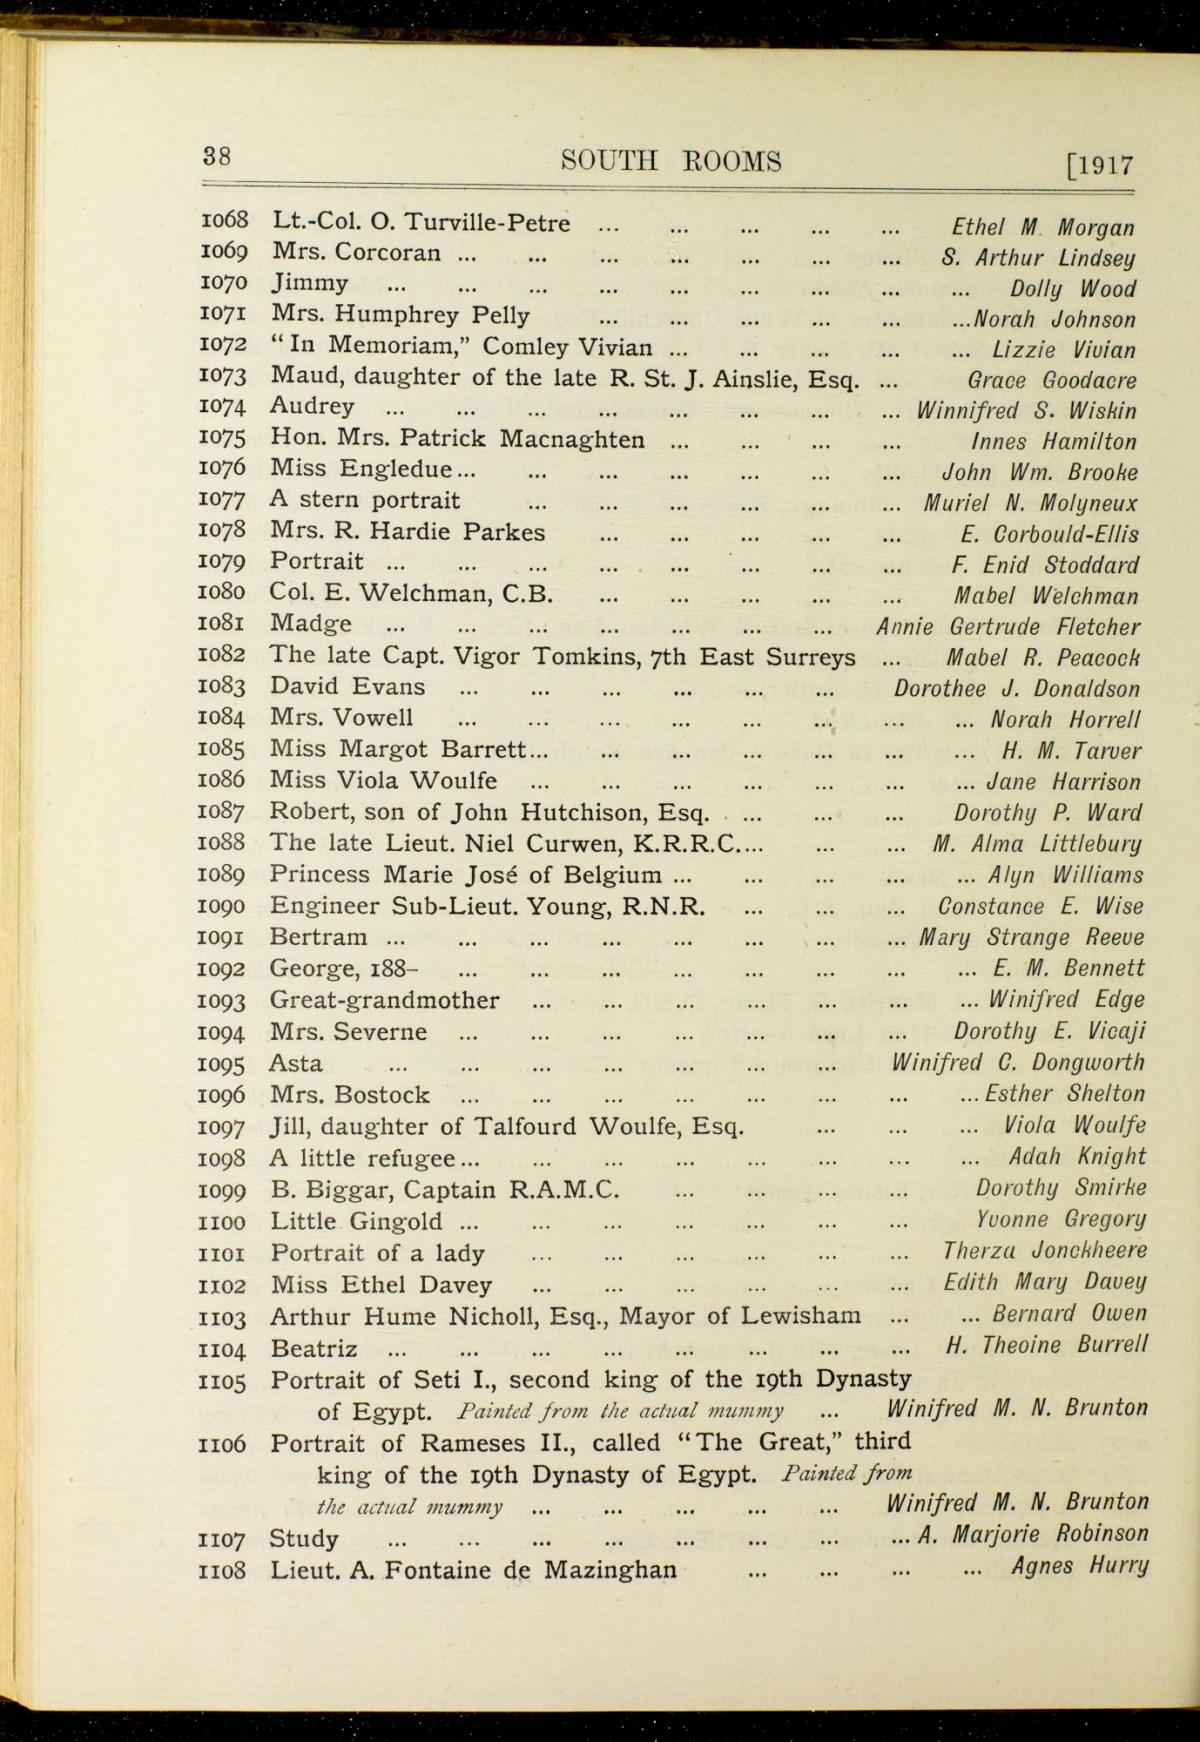 38 SOUTH ROOMS [1917
1068 Lt.-Col. O. Turville-Petre ... ... ... ... ... Ethel M. Morgan
1069 Mrs. Corcoran ... ... ... ... ... ... ... S. Arthur Lindsey
1070 Jimmy ... ... ... ... ... ... ... ... ... Dolly Wood
1071 Mrs. Humphrey Pelly ... ... ... ... ... ...Norah Johnson
1072 “In Memoriam,” Comley Vivian ... ... ... ... ... Lizzie Vivian
1073 Maud, daughter of the late R. St. J. Ainslie, Esq. ... Grace Goodacre
1074 Audrey ... ... ... ... ... ... ... ... Winnifred S. Wiskin
1075 Hon. Mrs. Patrick Macnaghten ... ... ... ... Innes Hamilton
1076 Miss Engledue... ... ... ... ... ... ... John Wm. Brooke
1077 A stern portrait ... ... ... ... ... ... Muriel N. Molyneux
1078 Mrs. R. Hardie Parkes ... ... ... ... ... E. Corbould-Ellis
1079 Portrait ... ... ... ... ... ... ... ... F. Enid Stoddard
1080 Col. E. Welchman, C.B. ... ... ... ... ... Mabel Welchman
1081 Madge ... ... ... ... ... ... ... Annie Gertrude Fletcher
1082 The late Capt. Vigor Tomkins, 7th East Surreys ... Mabel R. Peacock
1083 David Evans ... ... ... ... ... ... Dorothee J. Donaldson
1084 Mrs. Vowell ... ... ... ... ... ... ... ... Norah Horrell
1085 Miss Margot Barrett... ... ... ... ... ... ... H. M. Tarver
1086 Miss Viola Woulfe ... ... ... ... ... ... ... Jane Harrison
1087 Robert, son of John Hutchison, Esq. ... ... ... Dorothy P. Ward
1088 The late Lieut. Niel Curwen, K.R.R.C.... ... ... M. Alma Littlebury
1089 Princess Marie José of Belgium ... ... ... ... ... Alyn Williams
1090 Engineer Sub-Lieut. Young, R.N.R. ... ... ... Constance E. Wise
1091 Bertram ... ... ... ... ... ... ... ... Mary Strange Reeve
1092 George, 188– ... ... ... ... ... ... ... ... E. M. Bennett
1093 Great-grandmother ... ... ... ... ... ... ... Winifred Edge
1094 Mrs. Severne ... ... ... ... ... ... ... Dorothy E. Vicaji
1095 Asta ... ... ... ... ... ... ... Winifred C. Dongworth
1096 Mrs. Bostock ... ... ... ... ... ... ... ... Esther Shelton
1097 Jill, daughter of Talfourd Woulfe, Esq. ... ... ... Viola Woulfe
1098 A little refugee... ... ... ... ... ... ... ... Adah Knight
1099 B. Biggar, Captain R.A.M.C. ... ... ... ... Dorothy Smirke
1100 Little Gingold ... ... ... ... ... ... ... Yvonne Gregory
1101 Portrait of a lady ... ... ... ... ... ... Therza Jonckheere
1102 Miss Ethel Davey ... ... ... ... ... ... Edith Mary Davey
1103 Arthur Hume Nicholl, Esq., Mayor of Lewisham ... ... Bernard Owen
1104 Beatriz ... ... ... ... ... ... ... ... H. Theoine Burrell
1105 Portrait of Seti I., second king of the 19th Dynasty
of Egypt. Painted from the actual mummy ... Winifred M. N. Brunton
1106 Portrait of Rameses II., called “The Great,” third
king of the 19th Dynasty of Egypt. Painted from
the actual mummy ... ... ... ... ... Winifred M. N. Brunton
1107 Study ... ... ... ... ... ... ... ... A. Marjorie Robinson
1108 Lieut. A. Fontaine de Mazinghan ... ... ... ... Agnes Hurry